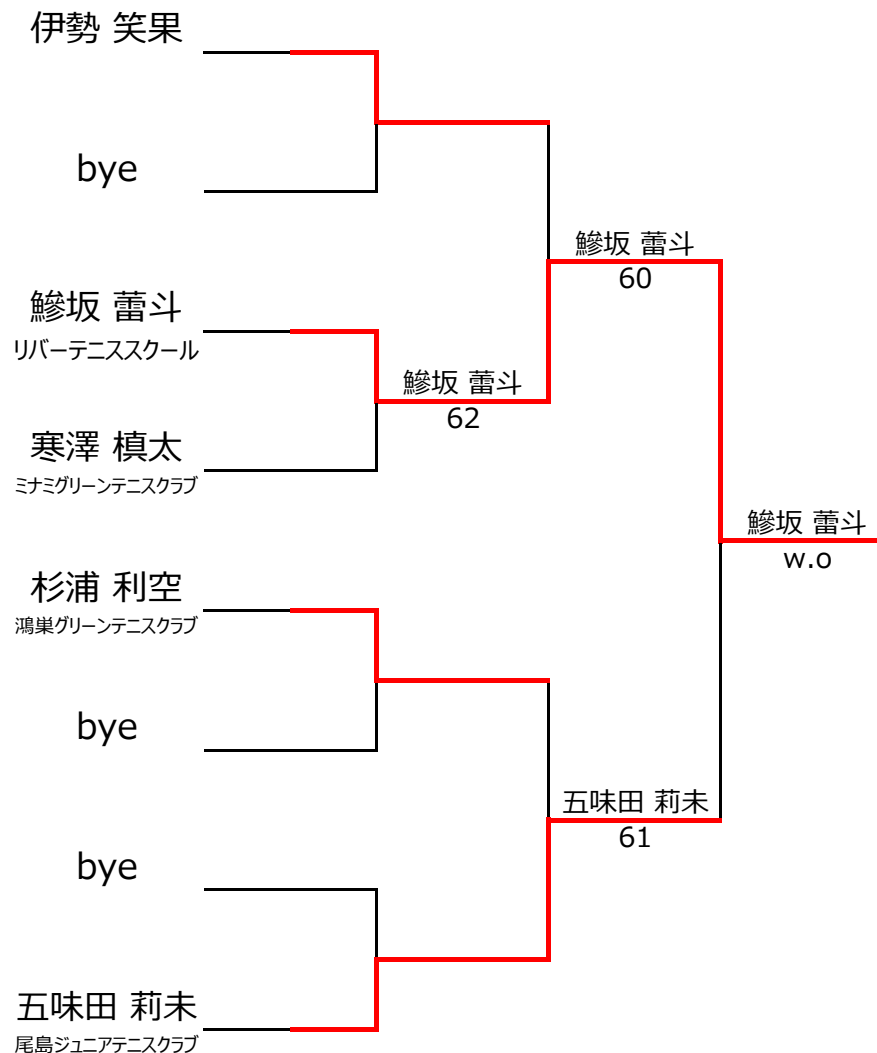 伊勢 笑果
bye
鰺坂 蕾斗
60
鰺坂 蕾斗
リバーテニススクール
鰺坂 蕾斗
62
寒澤 槙太
ミナミグリーンテニスクラブ
鰺坂 蕾斗
w.o
杉浦 利空
鴻巣グリーンテニスクラブ
bye
五味田 莉未
61
bye
五味田 莉未
尾島ジュニアテニスクラブ